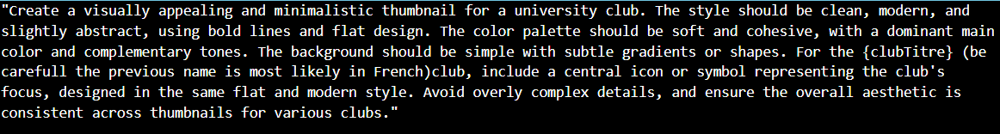 "Create a visually appealing and minimalistic thumbnail for a university club. The style should be clean, modern, and
slightly abstract, using bold lines and flat design. The color palette should be soft and cohesive, with a dominant main
color and complementary tones. The background should be simple with subtle gradients or shapes. For the {clubTitre} (be
carefull the previous name is most likely in French)club, include a central icon or symbol representing the club's
focus, designed in the same flat and modern style. Avoid overly complex details, and ensure the overall aesthetic is
consistent across thumbnails for various clubs."